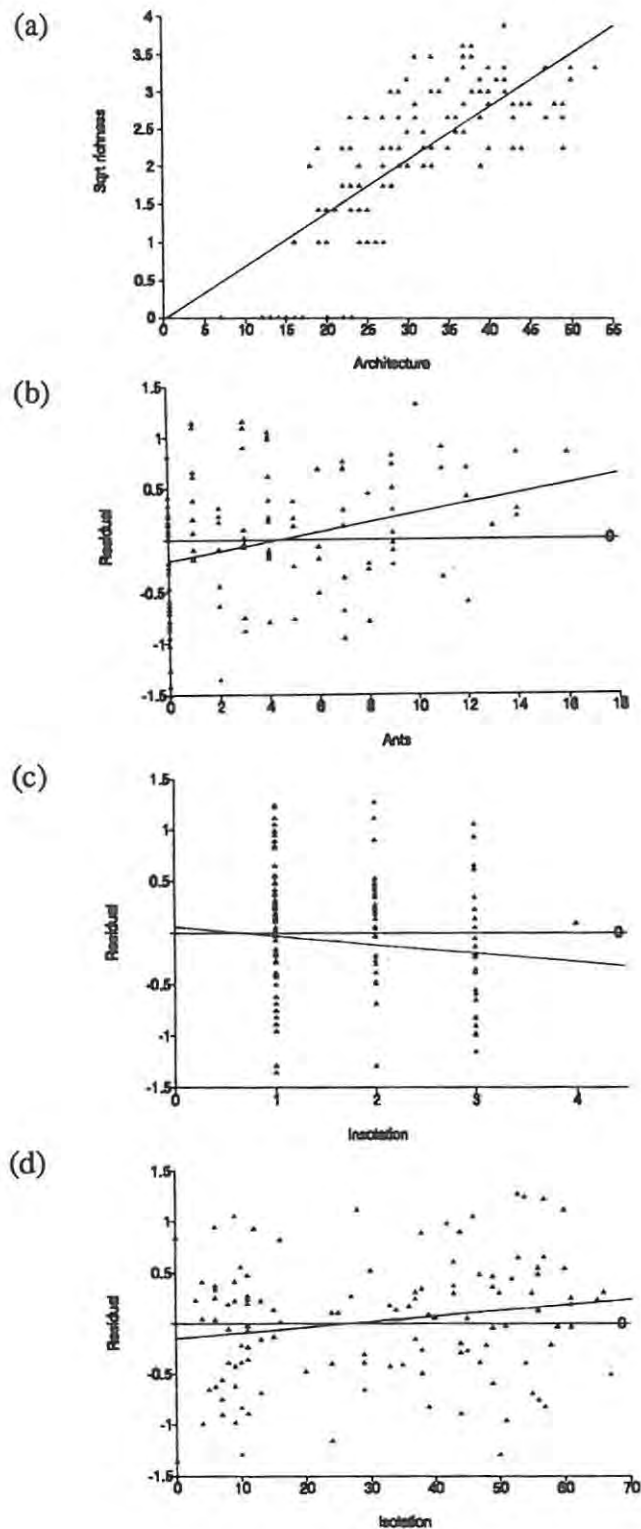 (a)
4
3.5
3
2.5
2
1.5
1
0.5
0
Sqrt richness
0 5 10 15 20 25 30 35 40 45 50 55
Architecture
(b)
1.5
1
0.5
0
-0.5
-1
-1.5
Residual
0
0 2 4 6 8 10 12 14 16 18
Ants
(c)
1.5
1
0.5
0
-0.5
-1
-1.5
Residual
0
0 1 2 3 4
Insolation
(d)
1.5
1
0.5
0
-0.5
-1
-1.5
Residual
0
0 10 20 30 40 50 60 70
Isolation